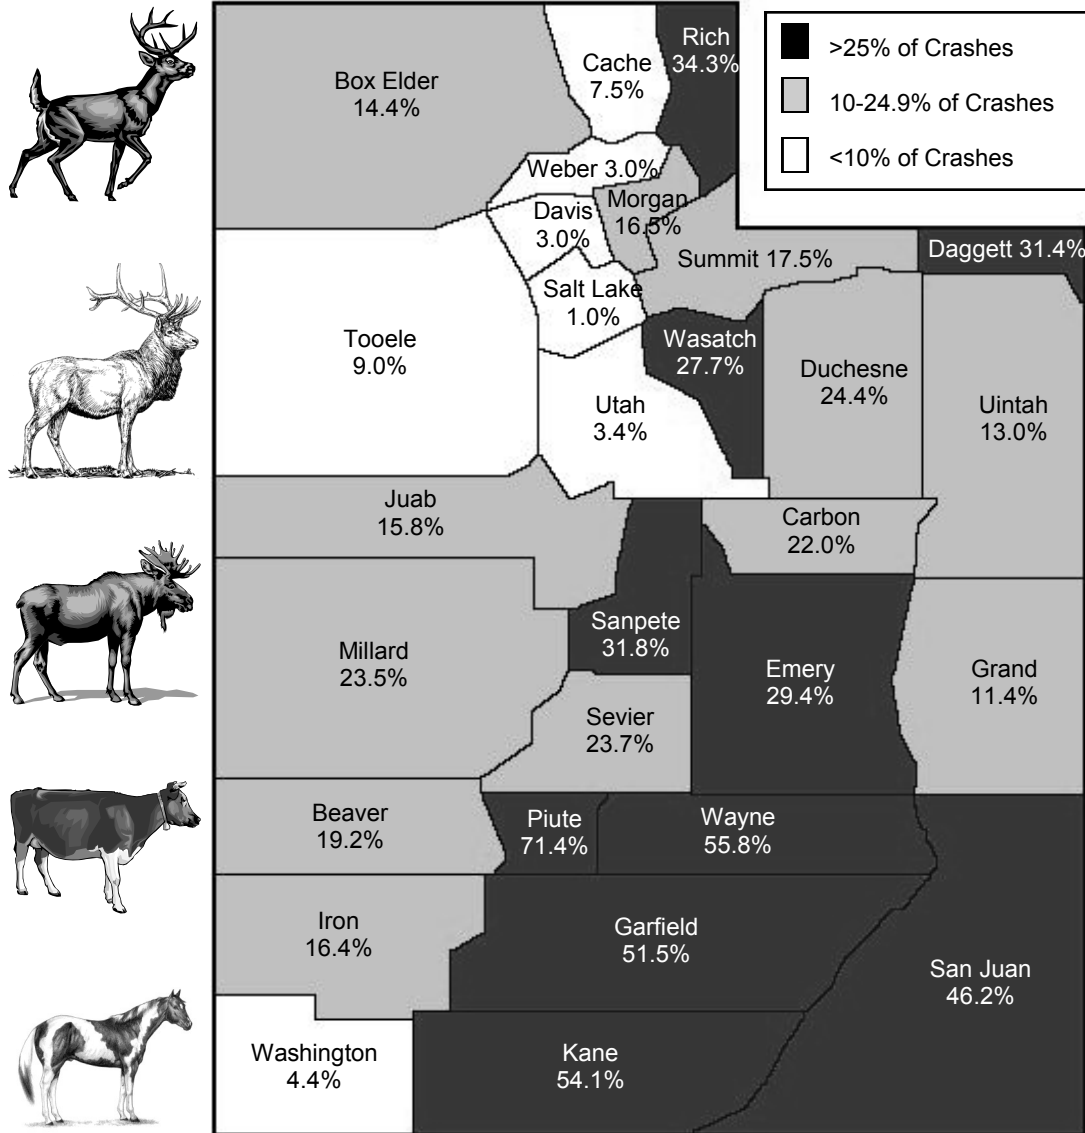 Rich
34.3%
>25% of Crashes
10-24.9% of Crashes
<10% of Crashes
Cache
7.5%
Box Elder
14.4%
Weber 3.0%
Morgan
16.5%
Davis
3.0%
Summit 17.5%
Daggett 31.4%
Salt Lake
1.0%
Tooele
9.0%
Wasatch
27.7%
Duchesne
24.4%
Uintah
13.0%
Utah
3.4%
Juab
15.8%
Carbon
22.0%
Sanpete
31.8%
Millard
23.5%
Emery
29.4%
Grand
11.4%
Sevier
23.7%
Beaver
19.2%
Piute
71.4%
Wayne
55.8%
Iron
16.4%
Garfield
51.5%
San Juan
46.2%
Washington
4.4%
Kane
54.1%